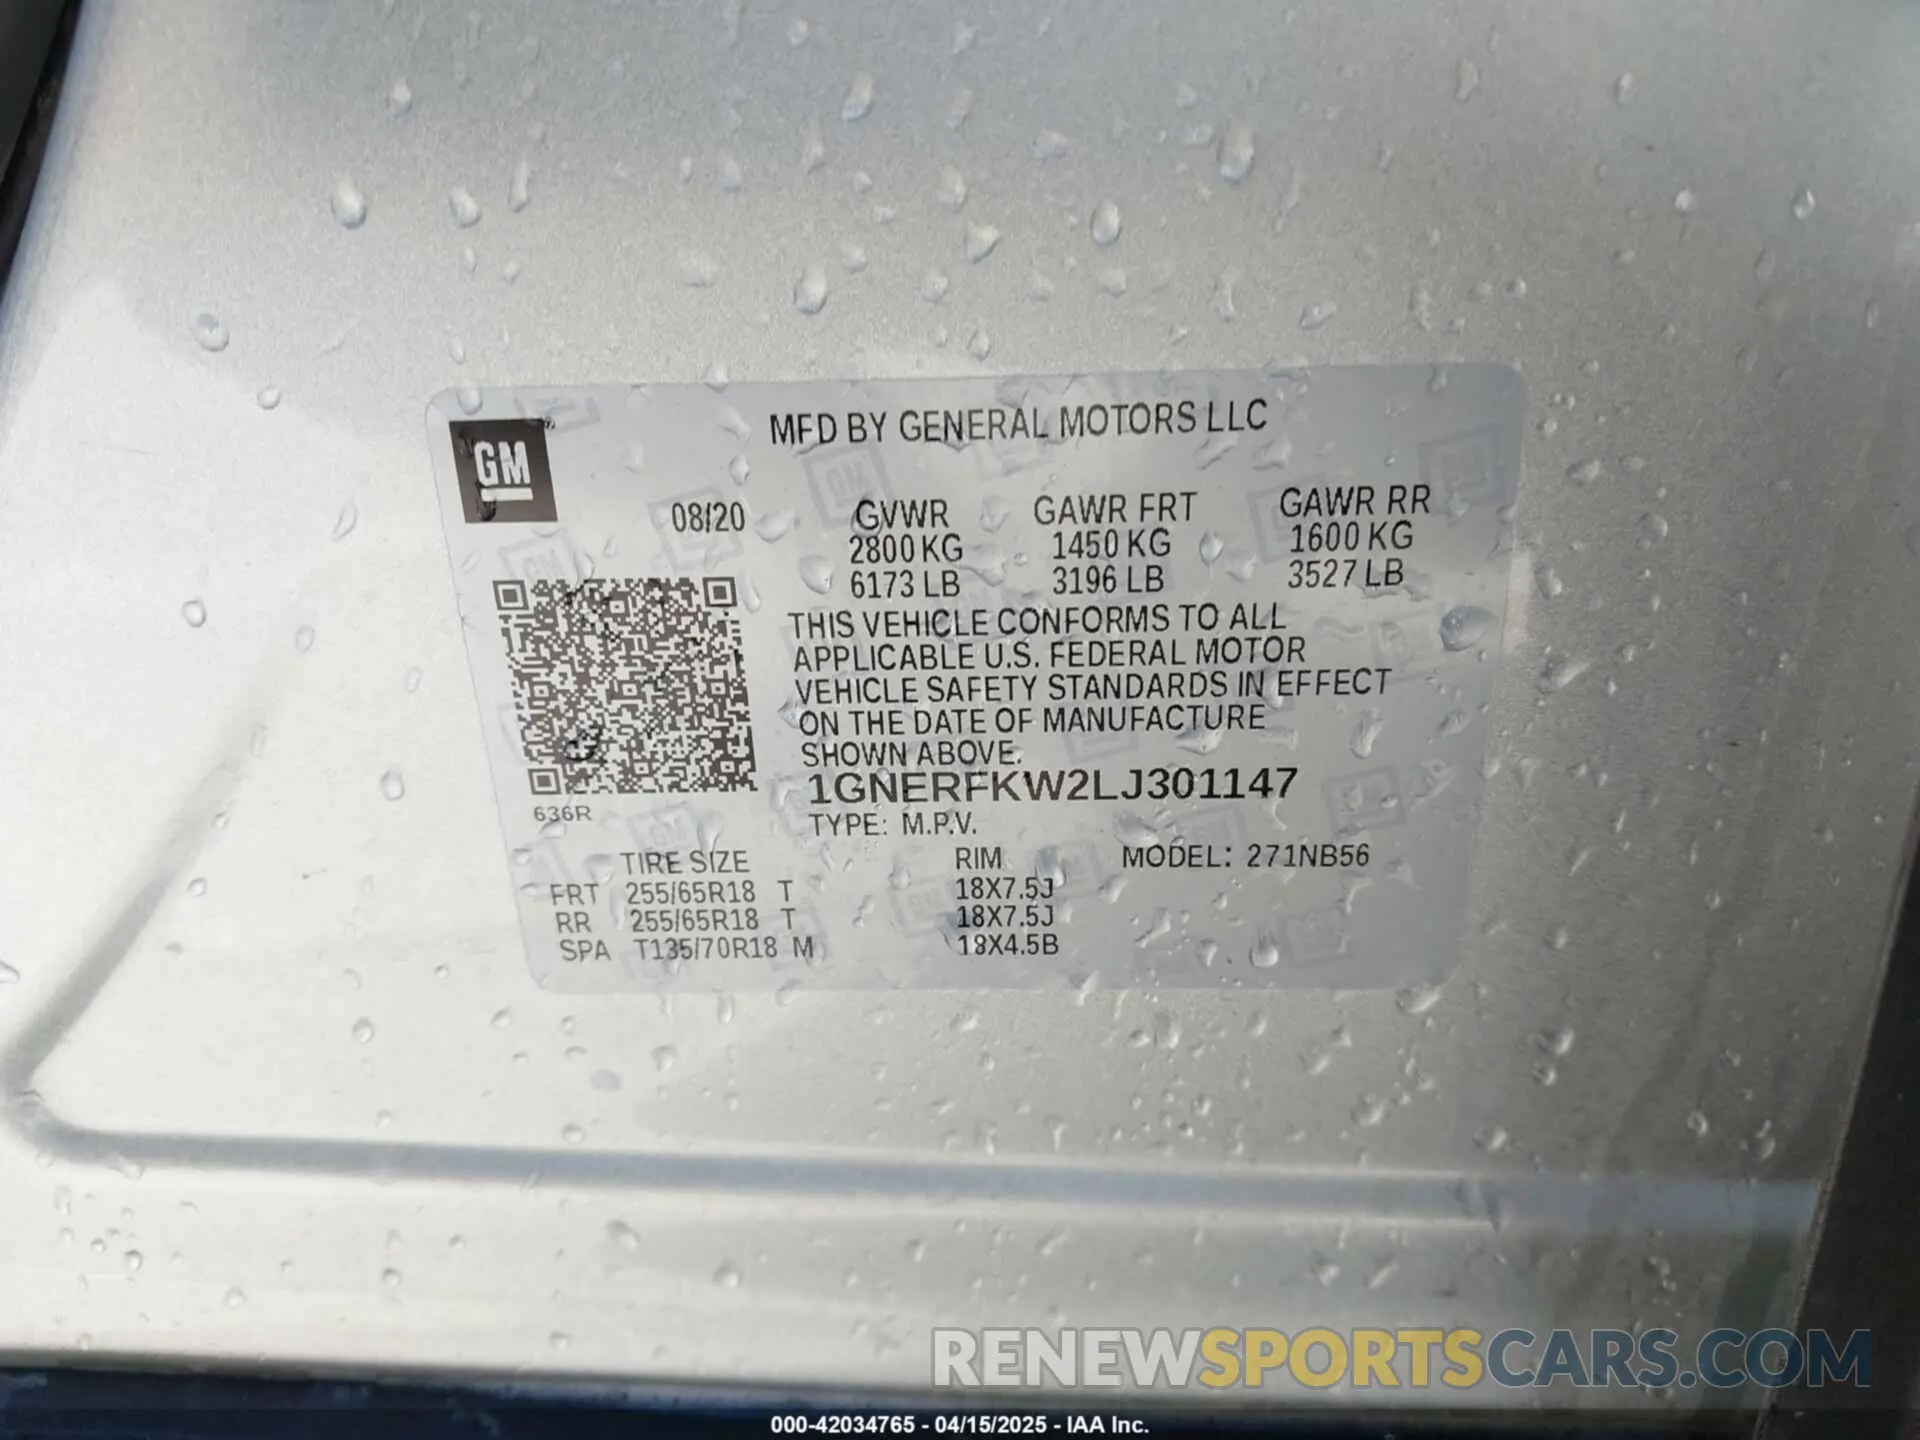 MFD BY GENERAL MOTORS LLC
GM
08/20 GVWR GAWR FRT GAWR RR
2800 KG 1450 KG 1600 KG
6173 LB 3196 LB 3527 LB
THIS VEHICLE CONFORMS TO ALL
APPLICABLE U.S. FEDERAL MOTOR
VEHICLE SAFETY STANDARDS IN EFFECT
ON THE DATE OF MANUFACTURE
SHOWN ABOVE.
1GNERFKW2LJ301147
636R
TYPE: M.P.V.
TIRE SIZE RIM MODEL: 271NB56
FRT 255/65R18 T 18X7.5J
RR 255/65R18 T 18X7.5J
SPA T135/70R18 M 18X4.5B
RENEWSPORTSCARS.COM
000-42034765 - 04/15/2025 - IAA Inc.